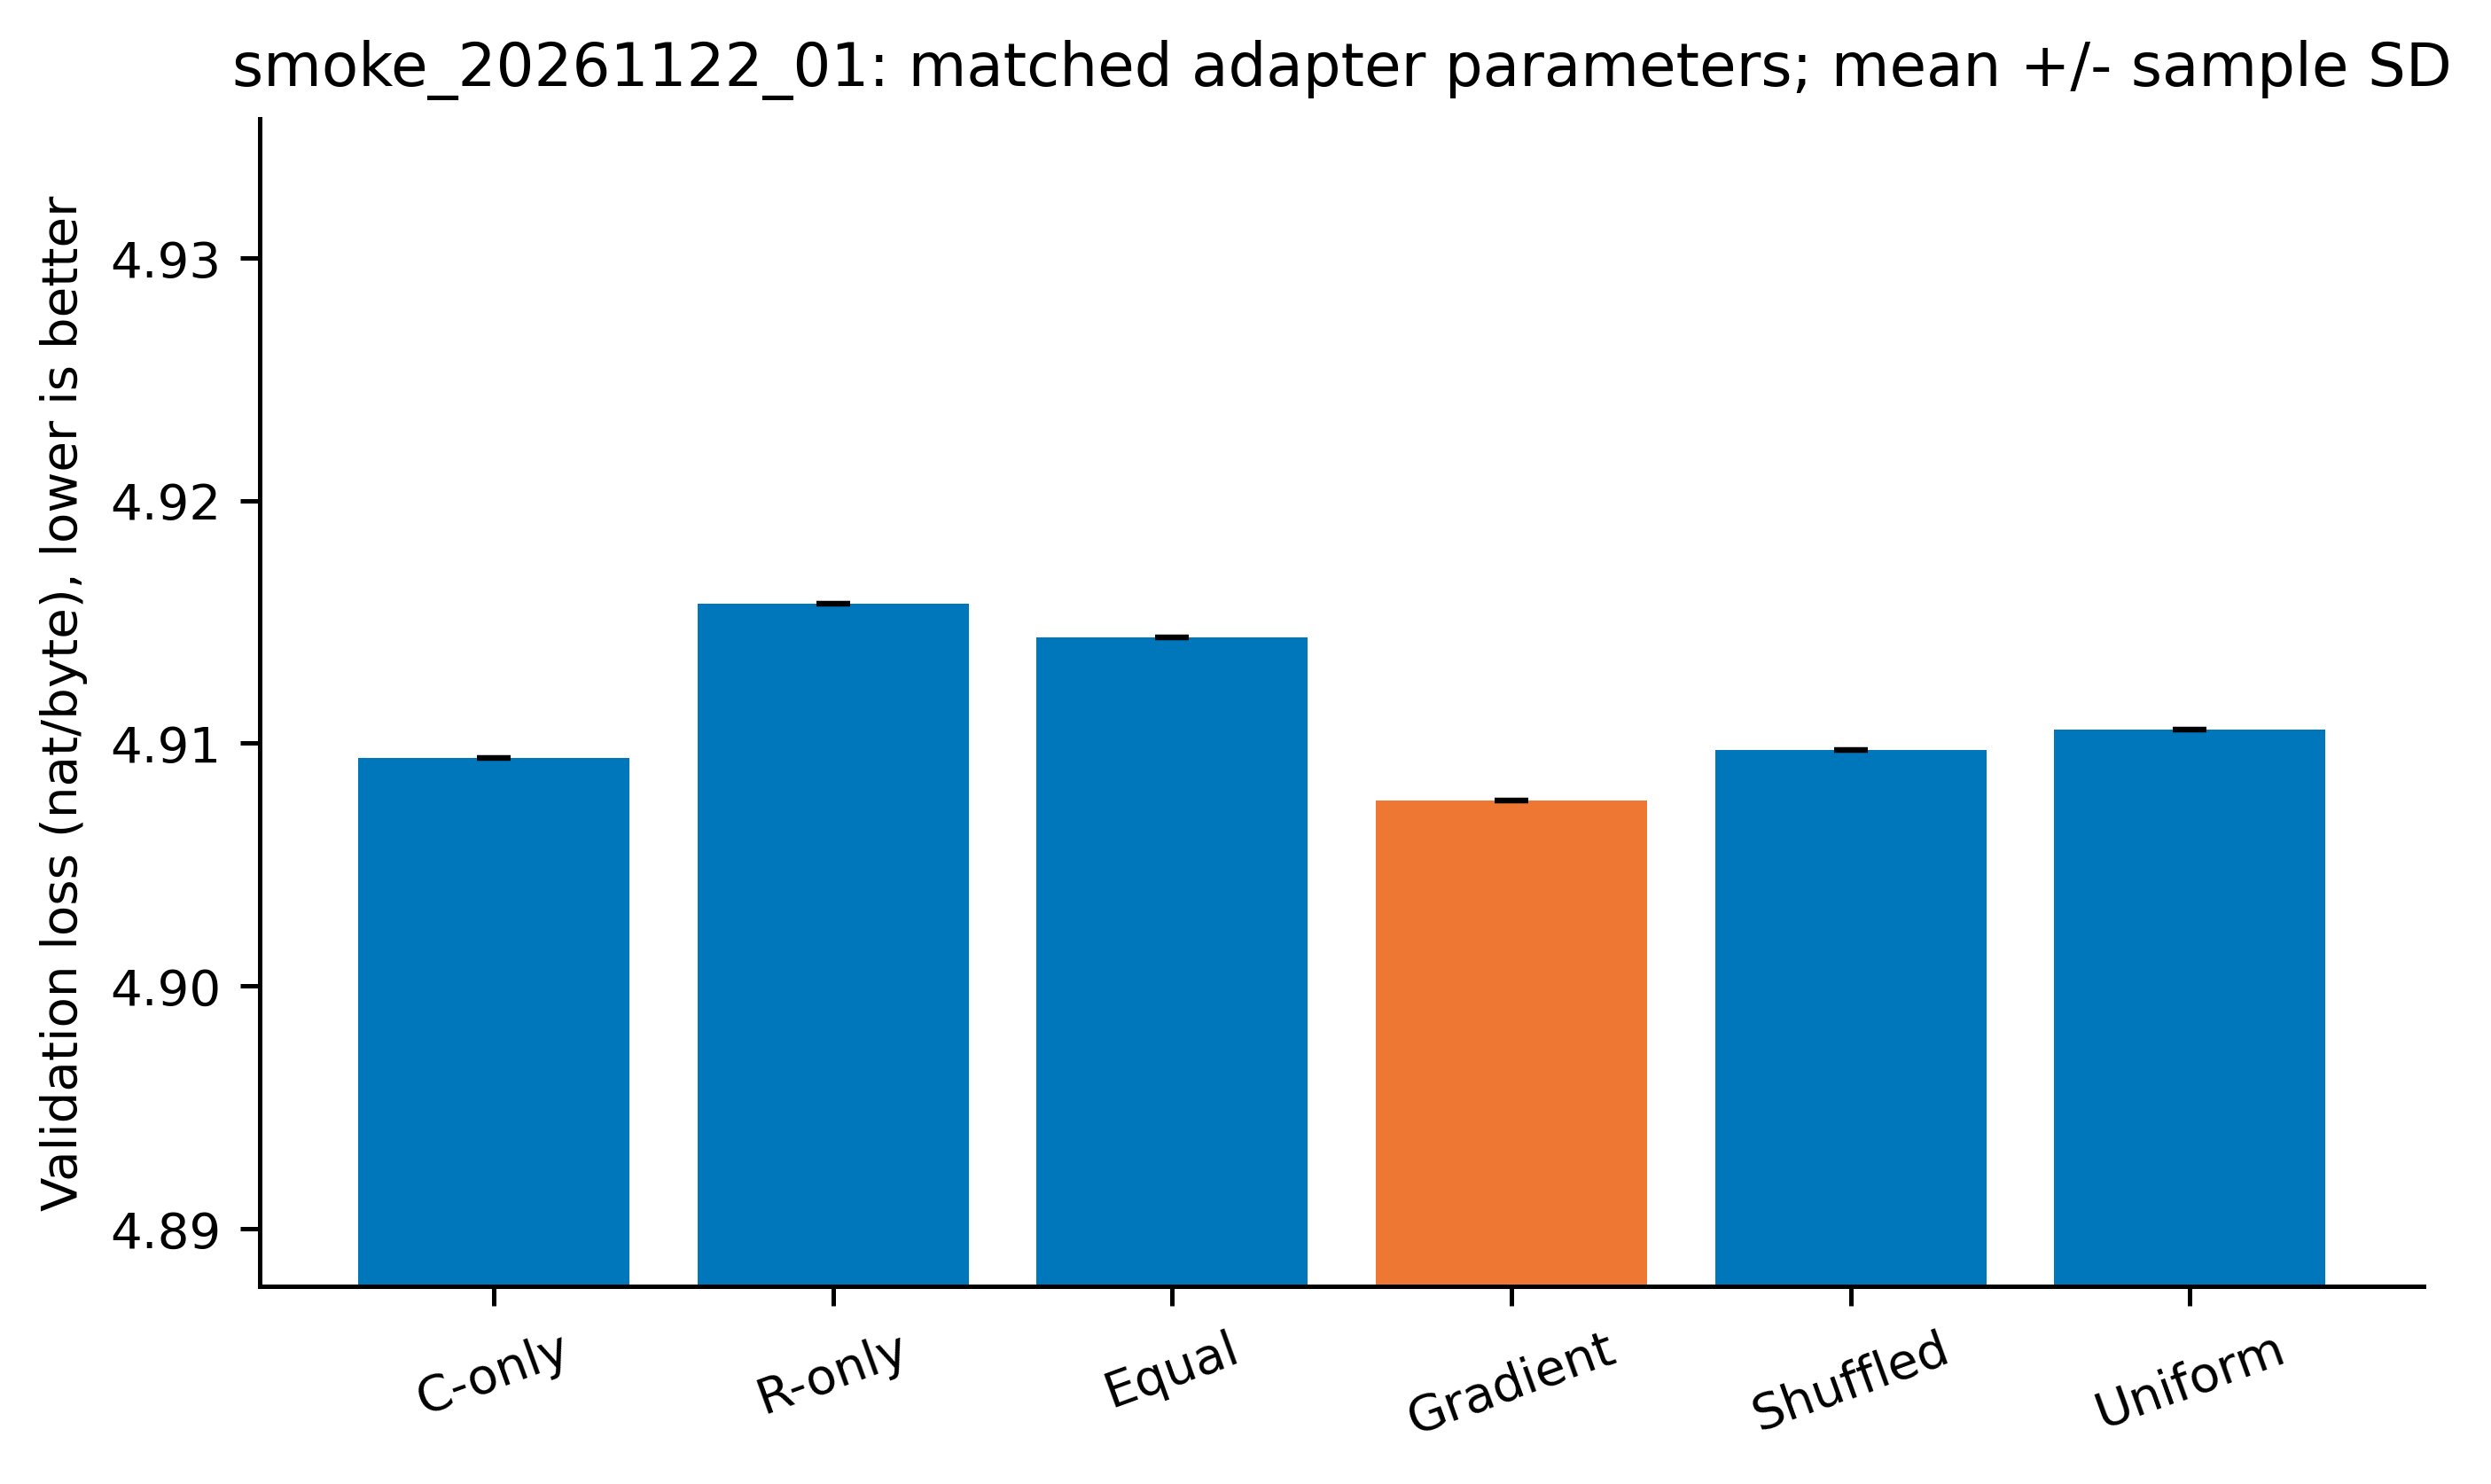 smoke_20261122_01: matched adapter parameters; mean +/- sample SD
Validation loss (nat/byte), lower is better
4.93
4.92
4.91
4.90
4.89
C-only
R-only
Equal
Gradient
Shuffled
Uniform